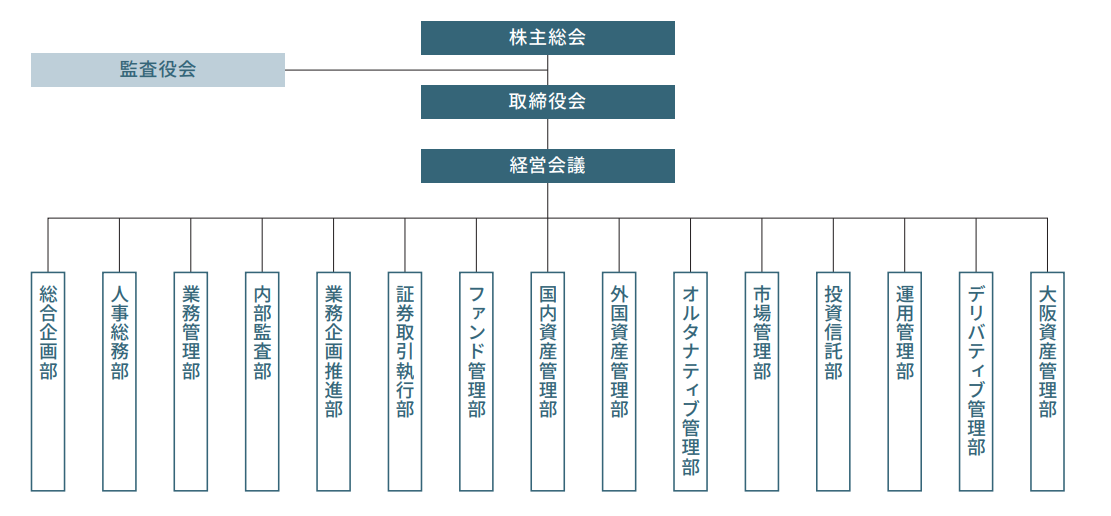 株主総会
監査役会
取締役会
経営会議
総合企画部
人事総務部
業務管理部
内部監査部
業務企画推進部
証券取引執行部
ファンド管理部
国内資産管理部
外国資産管理部
オルタナティブ管理部
市場管理部
投資信託部
運用管理部
デリバティブ管理部
大阪資産管理部